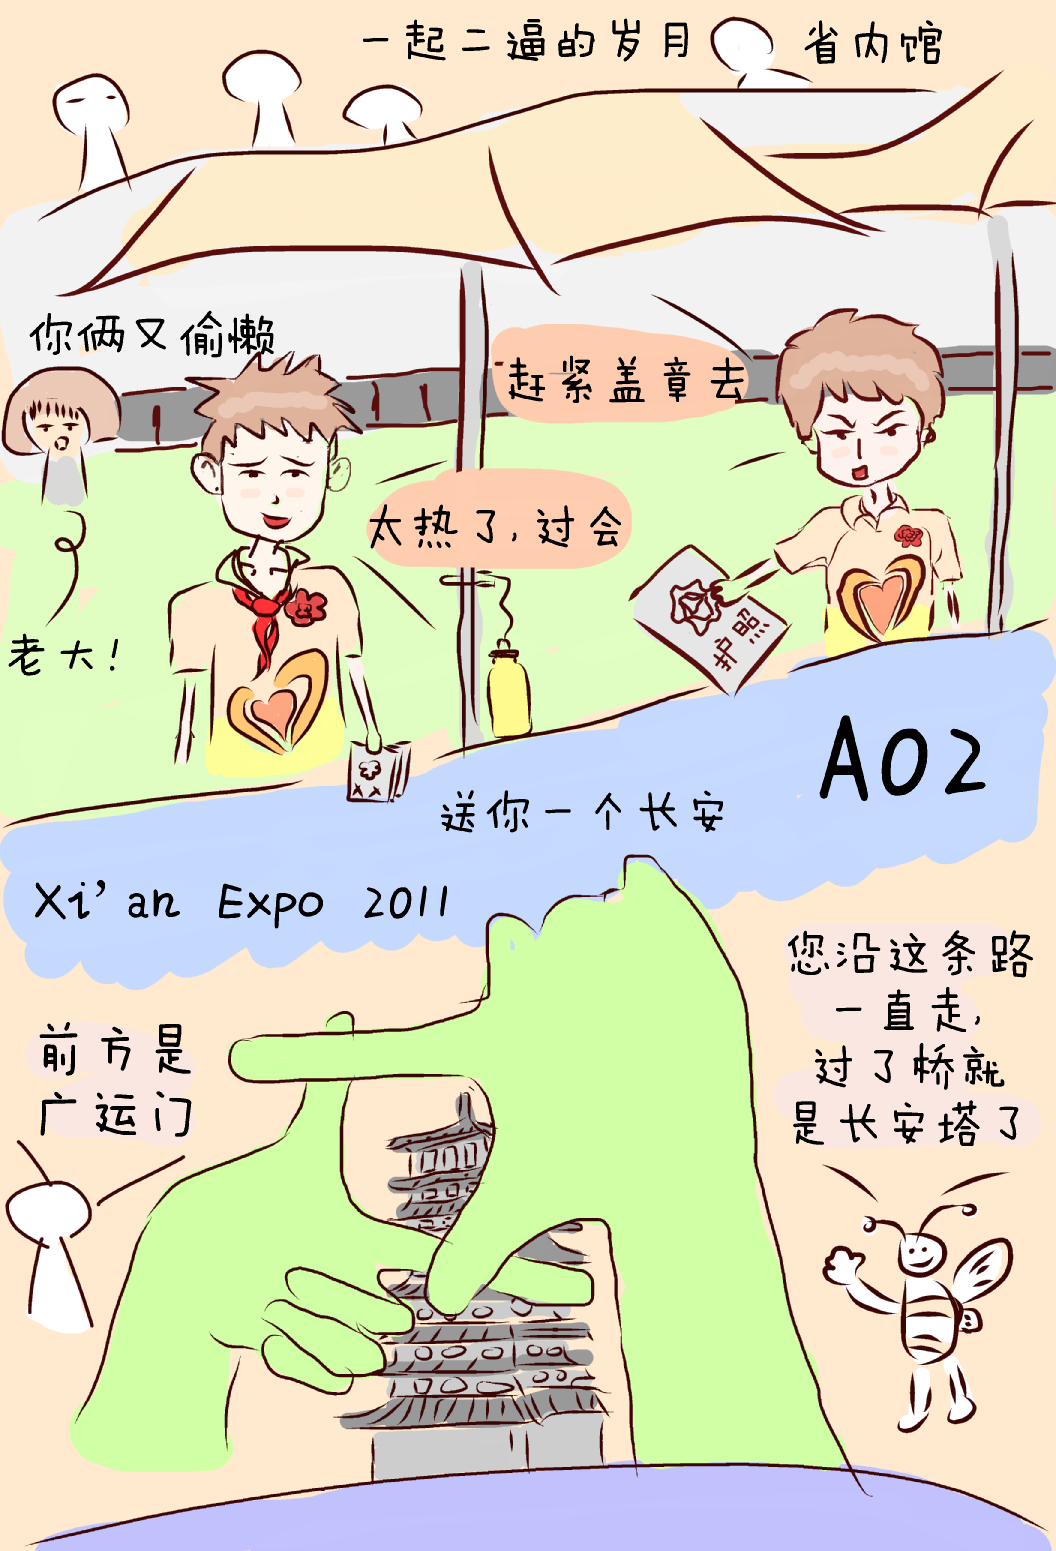 一起二逼的岁月
省内馆
你俩又偷懒
赶紧盖章去
太热了,过会
护照
老大!
A02
送你一个长安
Xi'an Expo 2011
您沿这条路
一直走,
过了桥就
是长安塔了
前方是
广运门